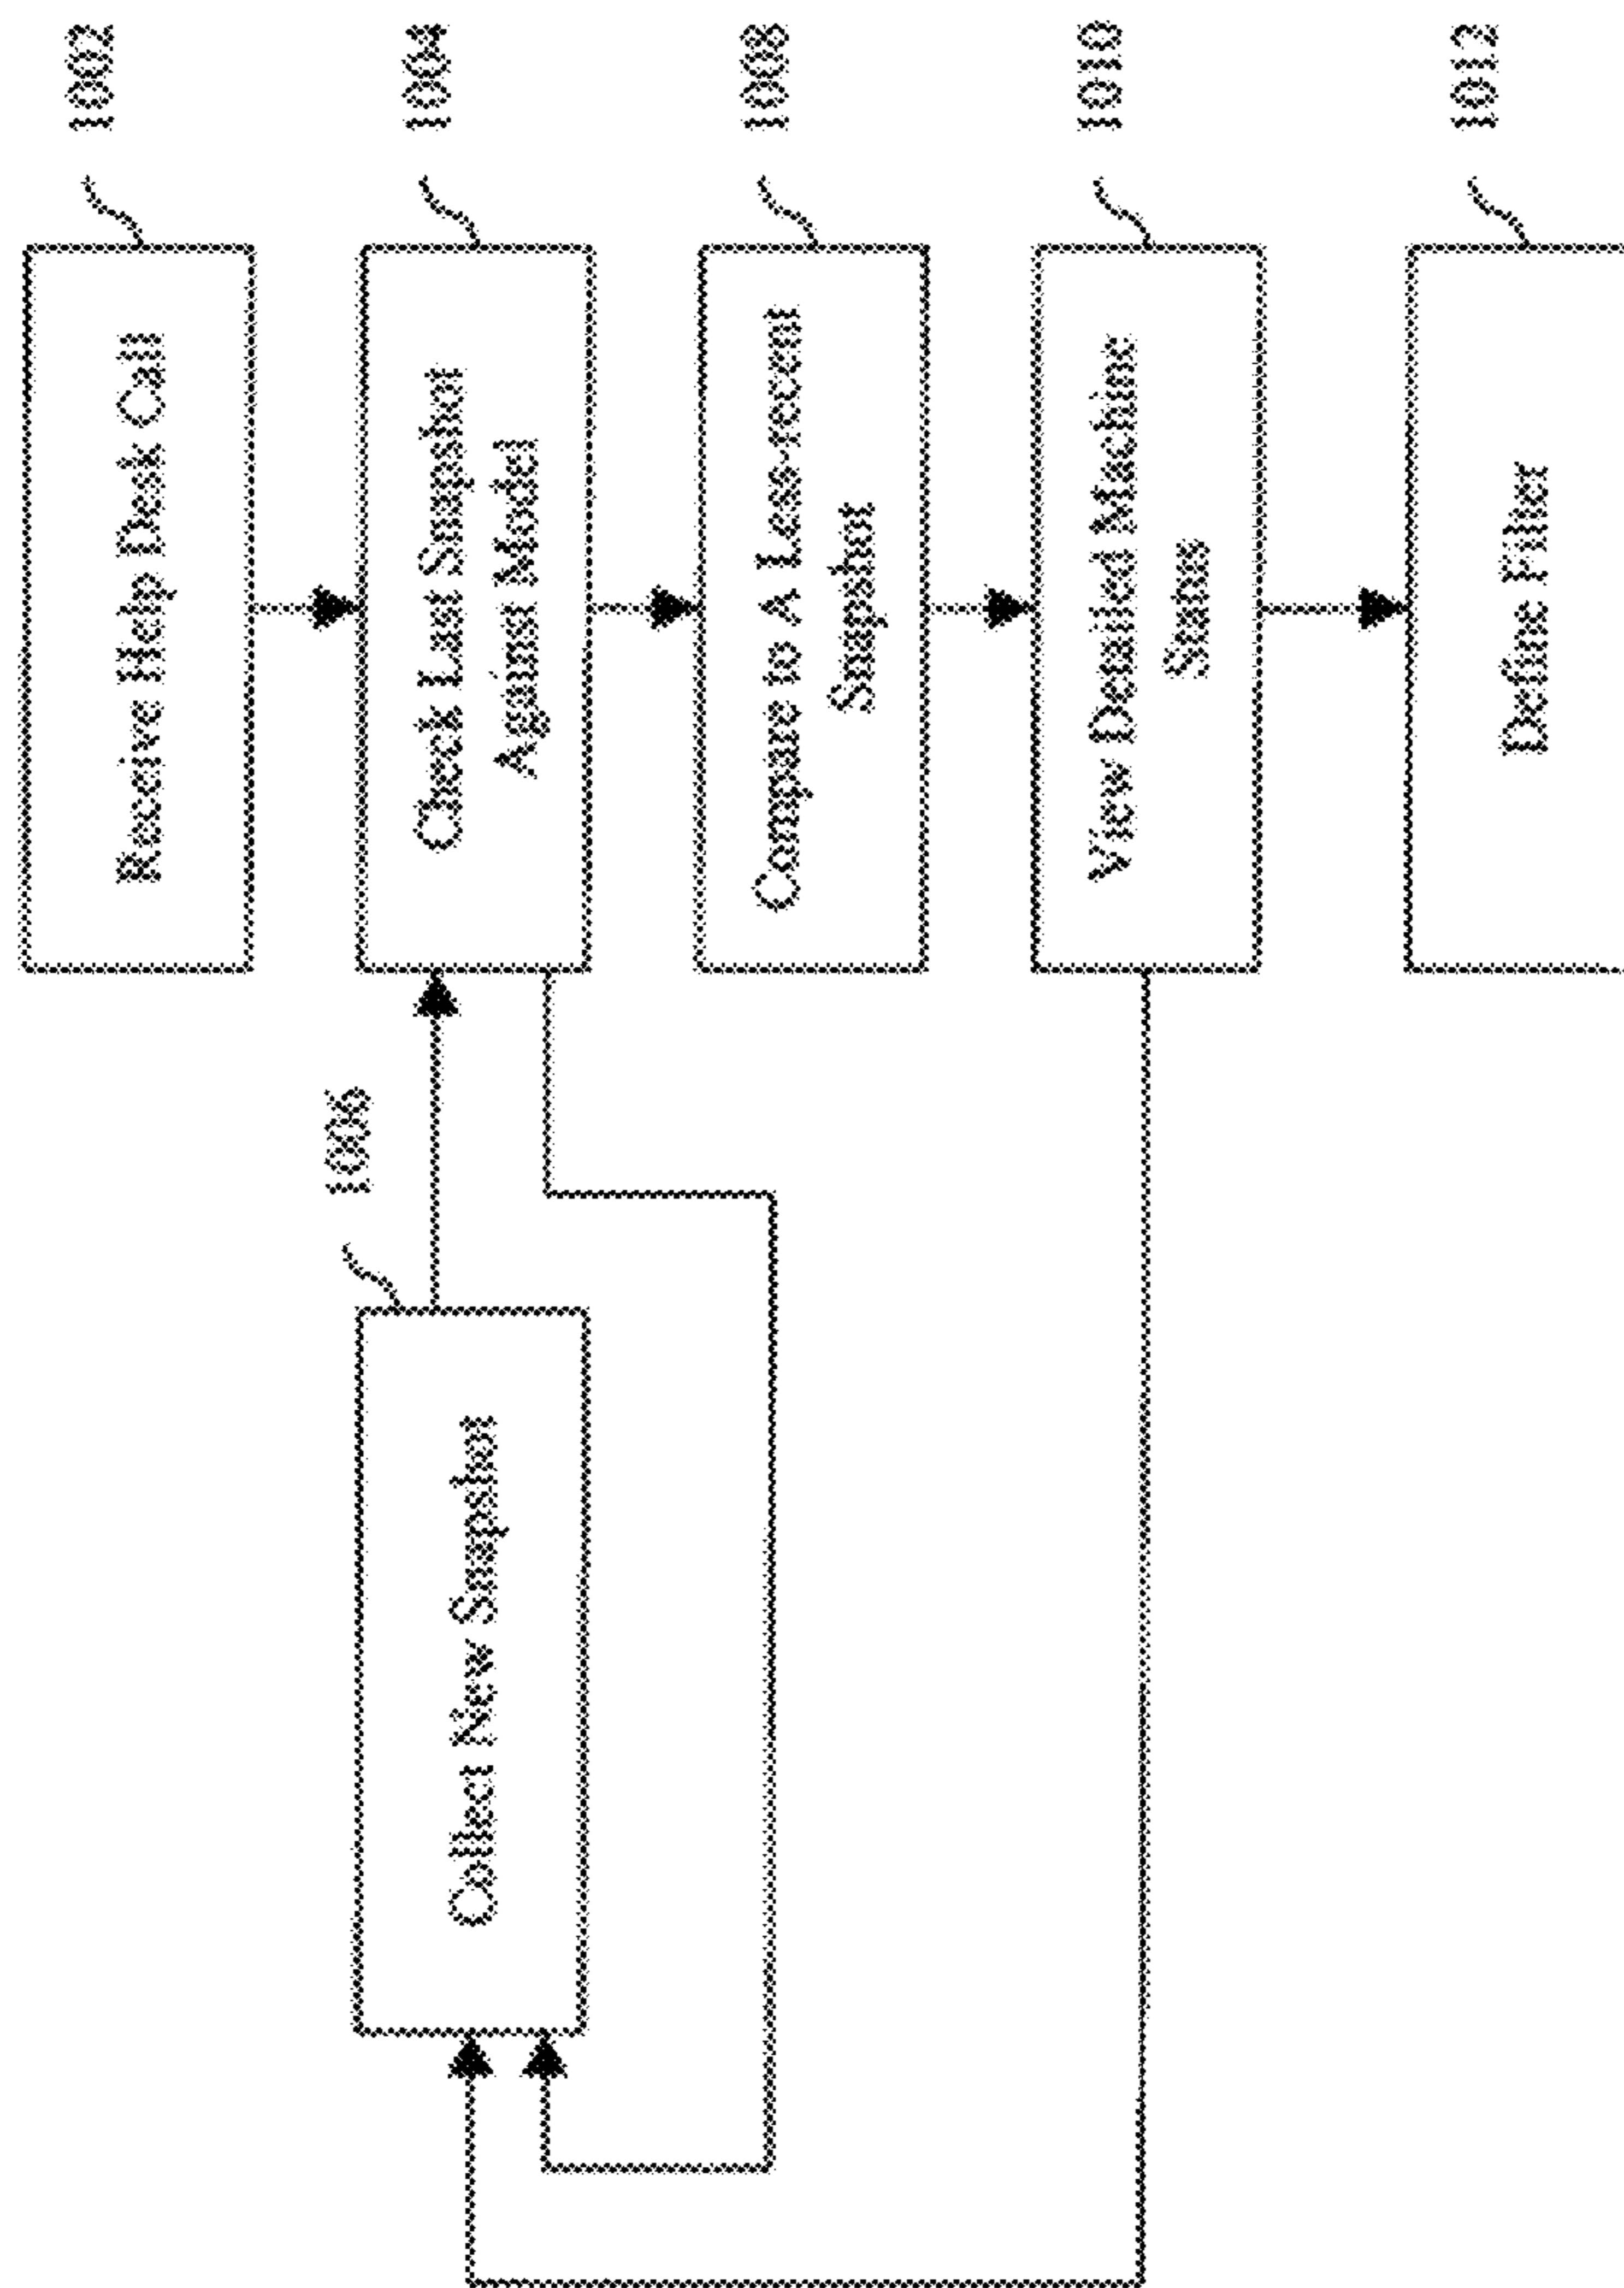 1002
Receive Help Desk Call
1004
Check Last Snapshot
Against Model
1006
Collect New Snapshot
1008
Compare to A Less-recent
Snapshot
1010
View Detailed Machine
Status
1012
Define Filter